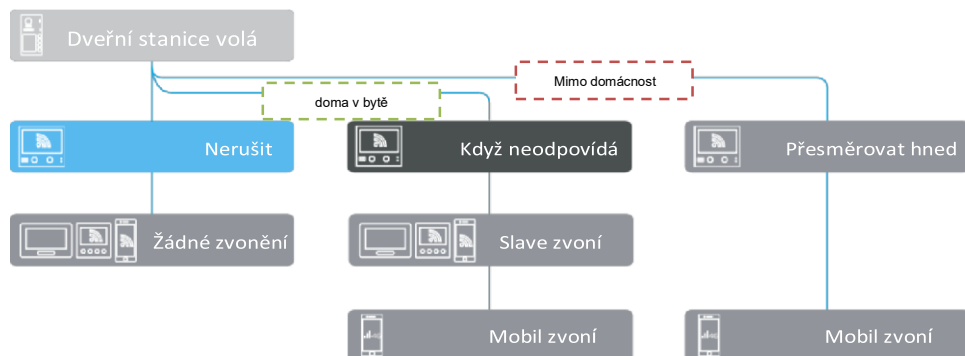 Dveřní stanice volá
Mimo domácnost
doma v bytě
Nerušit
Když neodpovídá
Přesměrovat hned
Žádné zvonění
Slave zvoní
Mobil zvoní
Mobil zvoní